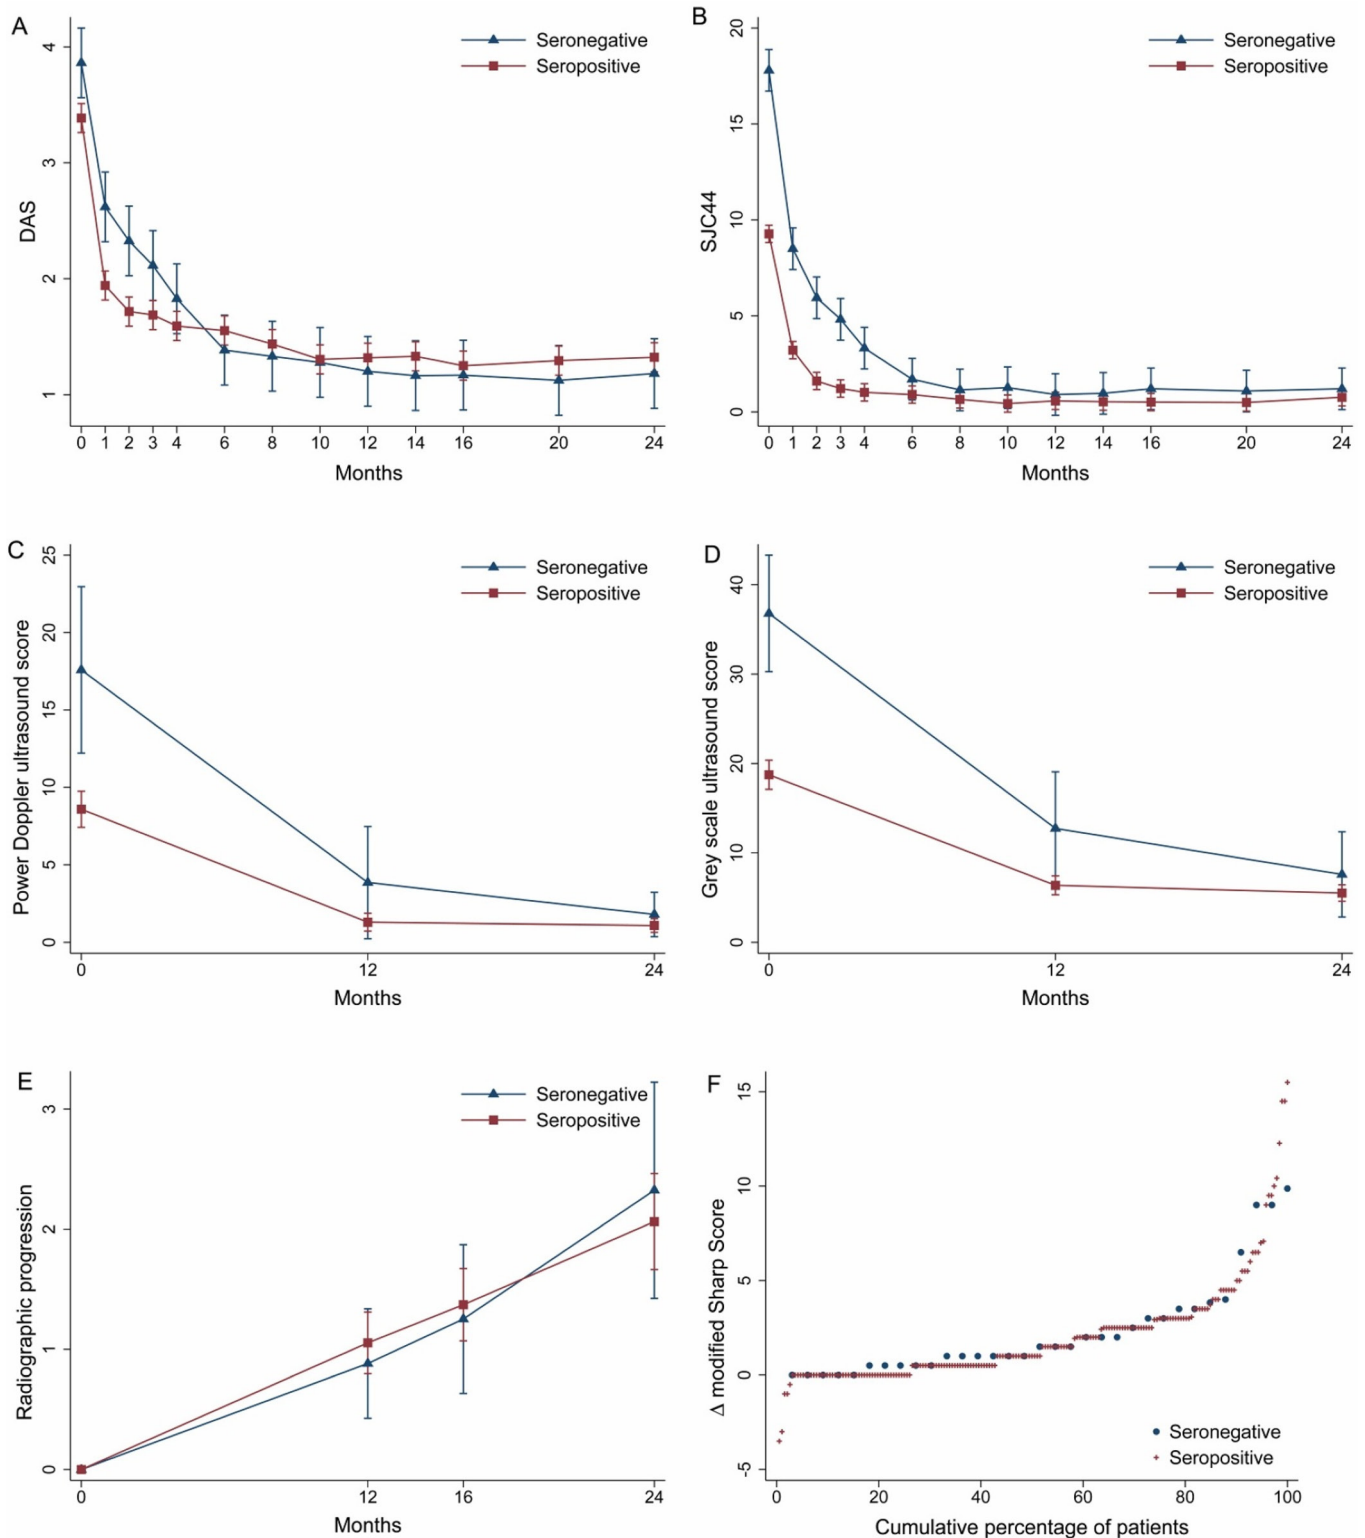 A
4
3
2
1
DAS
Seronegative
Seropositive
0 1 2 3 4 6 8 10 12 14 16 20 24
Months
B
20
15
10
5
0
SJC44
Seronegative
Seropositive
0 1 2 3 4 6 8 10 12 14 16 20 24
Months
C
25
20
15
10
5
0
Power Doppler ultrasound score
Seronegative
Seropositive
0 12 24
Months
D
40
30
20
10
0
Grey scale ultrasound score
Seronegative
Seropositive
0 12 24
Months
E
3
2
1
0
Radiographic progression
Seronegative
Seropositive
0 12 16 24
Months
F
15
10
5
0
-5
Δ modified Sharp Score
Seronegative
Seropositive
0 20 40 60 80 100
Cumulative percentage of patients